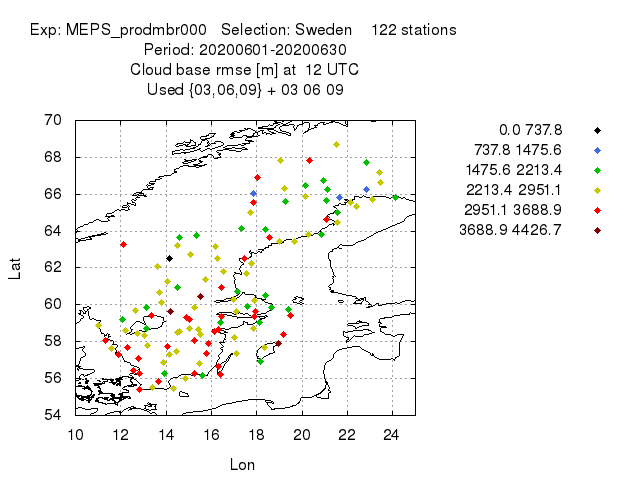 Exp: MEPS_prodmbr000 Selection: Sweden 122 stations
Period: 20200601-20200630
Cloud base rmse [m] at 12 UTC
Used {03,06,09} + 03 06 09
0.0 737.8
737.8 1475.6
1475.6 2213.4
2213.4 2951.1
2951.1 3688.9
3688.9 4426.7
Lat
70
68
66
64
62
60
58
56
54
10 12 14 16 18 20 22 24
Lon